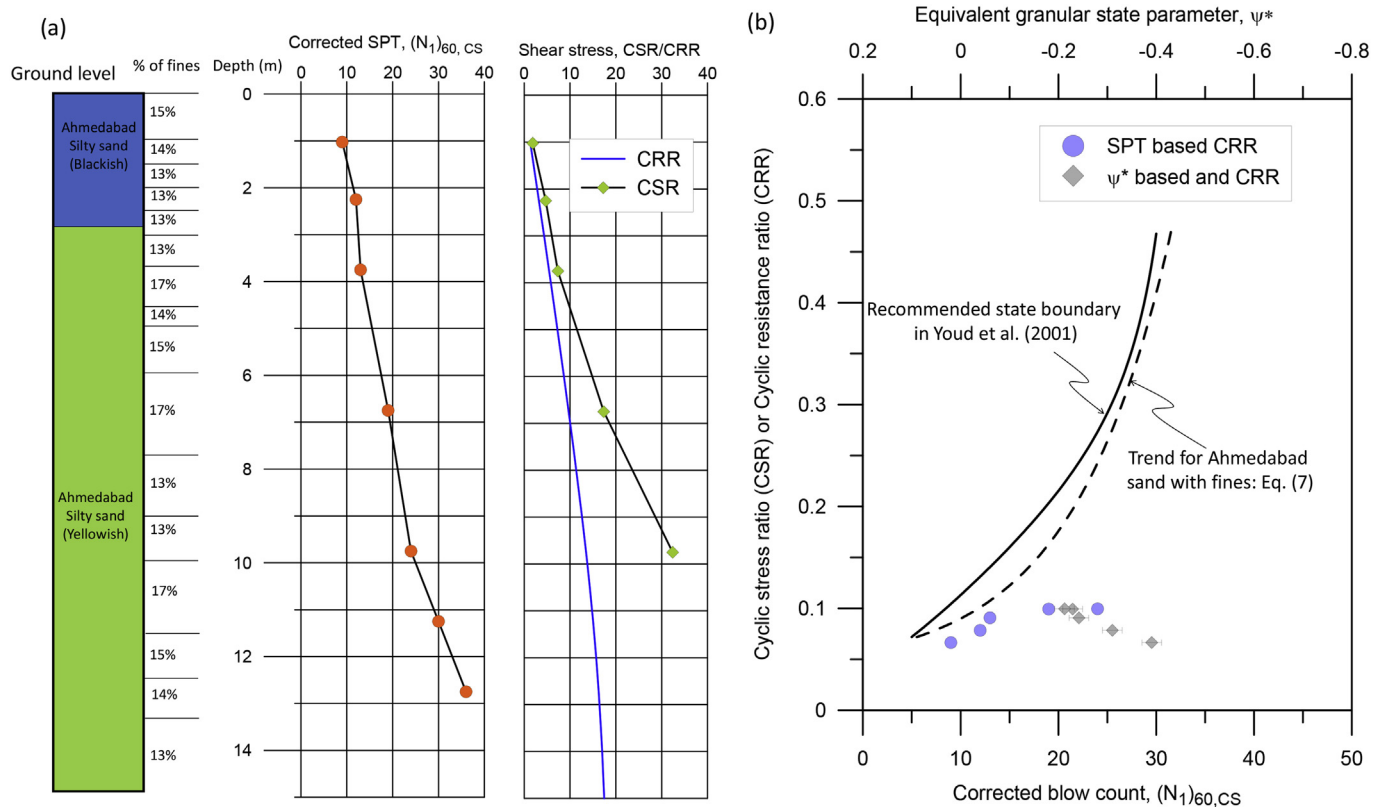 (a)
Corrected SPT, (N₁)₆₀, CS
Shear stress, CSR/CRR
Ground level
% of fines
Depth (m)
0 10 20 30 40
0 10 20 30 40
0
2
4
6
8
10
12
14
Ahmedabad
Silty sand
(Blackish)
Ahmedabad
Silty sand
(Yellowish)
15%
14%
13%
13%
13%
13%
17%
14%
15%
17%
13%
13%
17%
15%
14%
13%
CRR
CSR
(b)
Equivalent granular state parameter, ψ*
0.2 0 -0.2 -0.4 -0.6 -0.8
SPT based CRR
ψ* based and CRR
Recommended state boundary
in Youd et al. (2001)
Trend for Ahmedabad
sand with fines: Eq. (7)
Cyclic stress ratio (CSR) or Cyclic resistance ratio (CRR)
0.6
0.5
0.4
0.3
0.2
0.1
0
0 10 20 30 40 50
Corrected blow count, (N₁)₆₀,CS